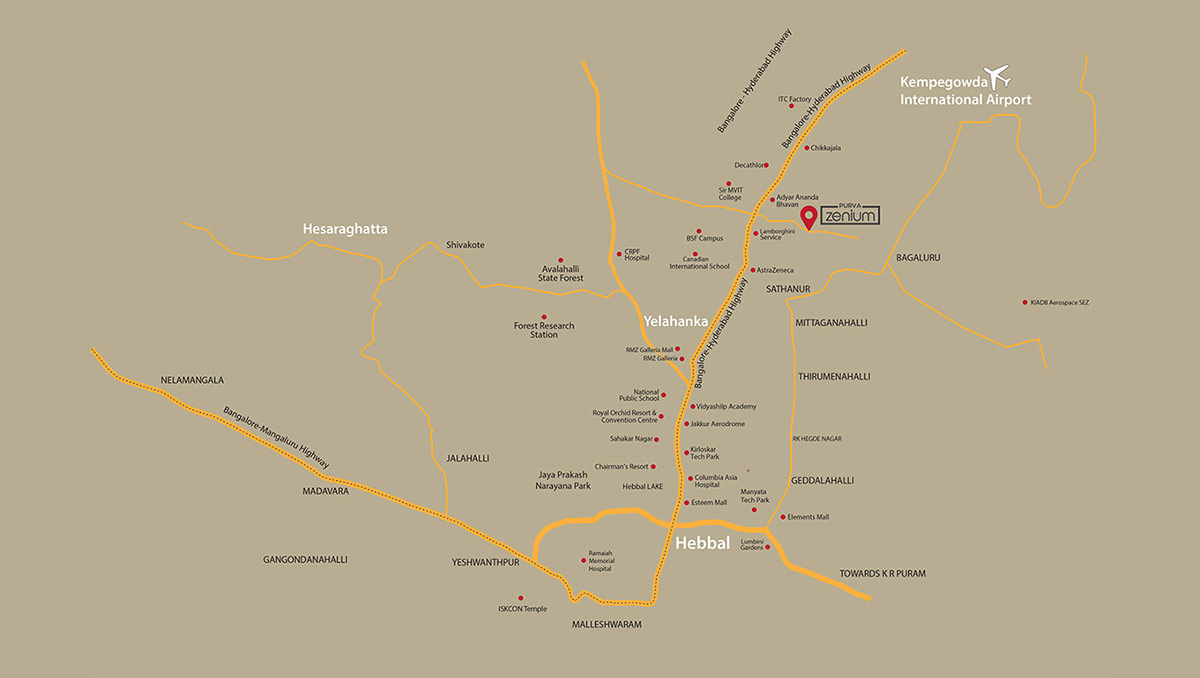 Bangalore - Hyderabad Highway
Bangalore-Hyderabad Highway
Kempegowda
International Airport
ITC Factory
Chikkajala
Decathlon
Sir MVIT
College
Adyar Ananda
Bhavan
PURVA
zenium
Hesaraghatta
Shivakote
BSF Campus
Lamborghini
Service
CRPF
Hospital
Canadian
International School
Avalahalli
State Forest
AstraZeneca
BAGALURU
SATHANUR
KIADB Aerospace SEZ
Bangalore-Hyderabad Highway
Forest Research
Station
Yelahanka
MITTAGANAHALLI
RMZ Galleria Mall
RMZ Galleria
NELAMANGALA
THIRUMENAHALLI
National
Public School
Vidyashilp Academy
Royal Orchid Resort &
Convention Centre
Jakkur Aerodrome
Bangalore-Mangaluru Highway
Sahakar Nagar
RK HEGDE NAGAR
Kirloskar
Tech Park
JALAHALLI
Chairman's Resort
Jaya Prakash
Narayana Park
Hebbal LAKE
Columbia Asia
Hospital
GEDDALAHALLI
MADAVARA
Manyata
Tech Park
Esteem Mall
Elements Mall
Hebbal
Lumbini
Gardens
GANGONDANAHALLI
YESHWANTHPUR
Ramaiah
Memorial
Hospital
TOWARDS K R PURAM
ISKCON Temple
MALLESHWARAM